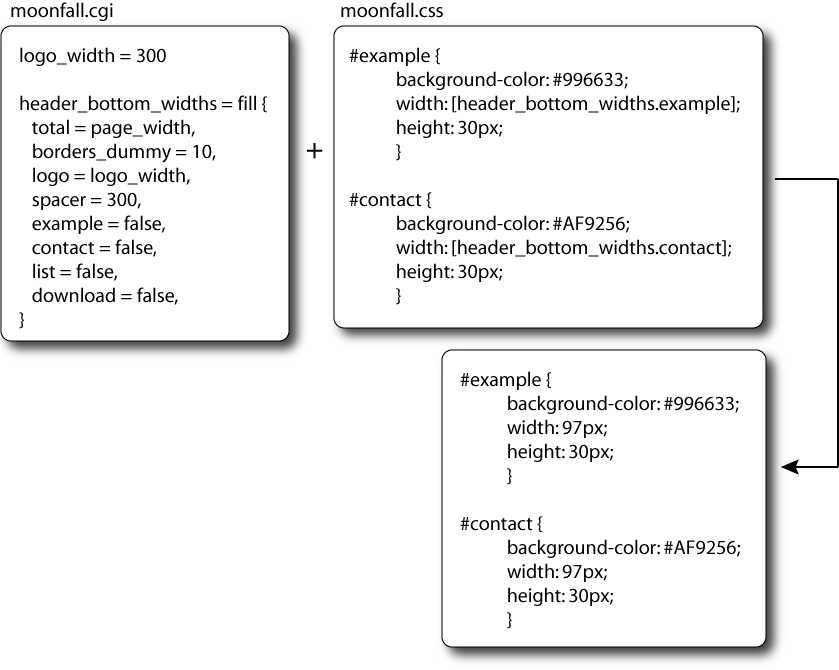 moonfall.cgi
logo_width = 300
header_bottom_widths = fill {
total = page_width,
borders_dummy = 10,
logo = logo_width,
spacer = 300,
example = false,
contact = false,
list = false,
download = false,
}
+
moonfall.css
#example {
background-color: #996633;
width: [header_bottom_widths.example];
height: 30px;
}
#contact {
background-color: #AF9256;
width: [header_bottom_widths.contact];
height: 30px;
}
#example {
background-color: #996633;
width: 97px;
height: 30px;
}
#contact {
background-color: #AF9256;
width: 97px;
height: 30px;
}